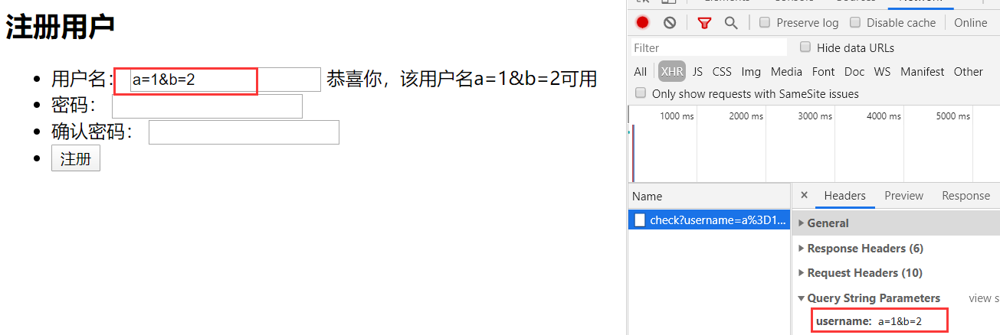 注册用户
用户名： a=1&b=2 恭喜你，该用户名a=1&b=2可用
密码：
确认密码：
注册
Network
Preserve log Disable cache Online
Filter Hide data URLs
All XHR JS CSS Img Media Font Doc WS Manifest Other
Only show requests with SameSite issues
1000 ms 2000 ms 3000 ms 4000 ms 5000 ms
Name
check?username=a%3D1...
× Headers Preview Response
General
Response Headers (6)
Request Headers (10)
Query String Parameters view s
username: a=1&b=2